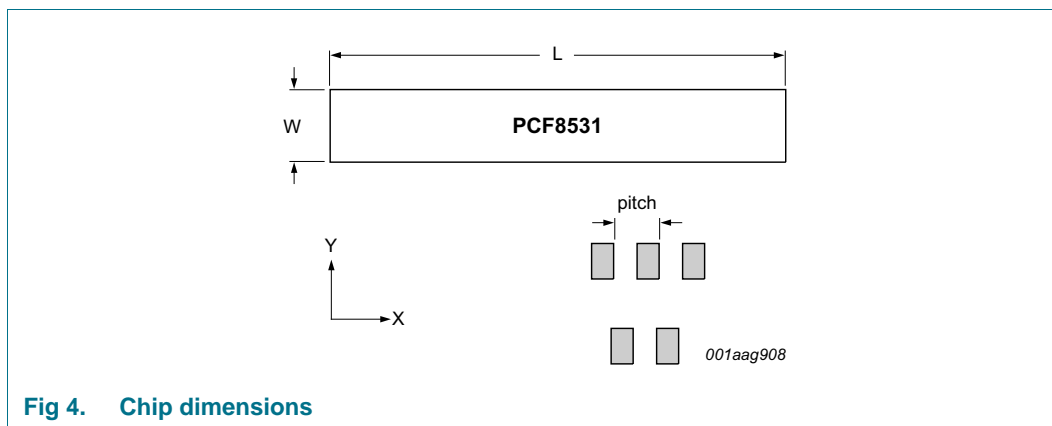 L
W
PCF8531
pitch
Y
X
001aag908
Fig 4. Chip dimensions